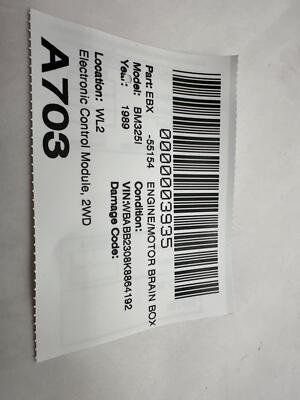 0000003935
Part: EBX -55154 ENGINE/MOTOR BRAIN BOX
Model: BM325I Condition:
Year: 1989 VIN:WBABB2308K8864192
Damage Code:
Location: WL2
Electronic Control Module, 2WD
A703